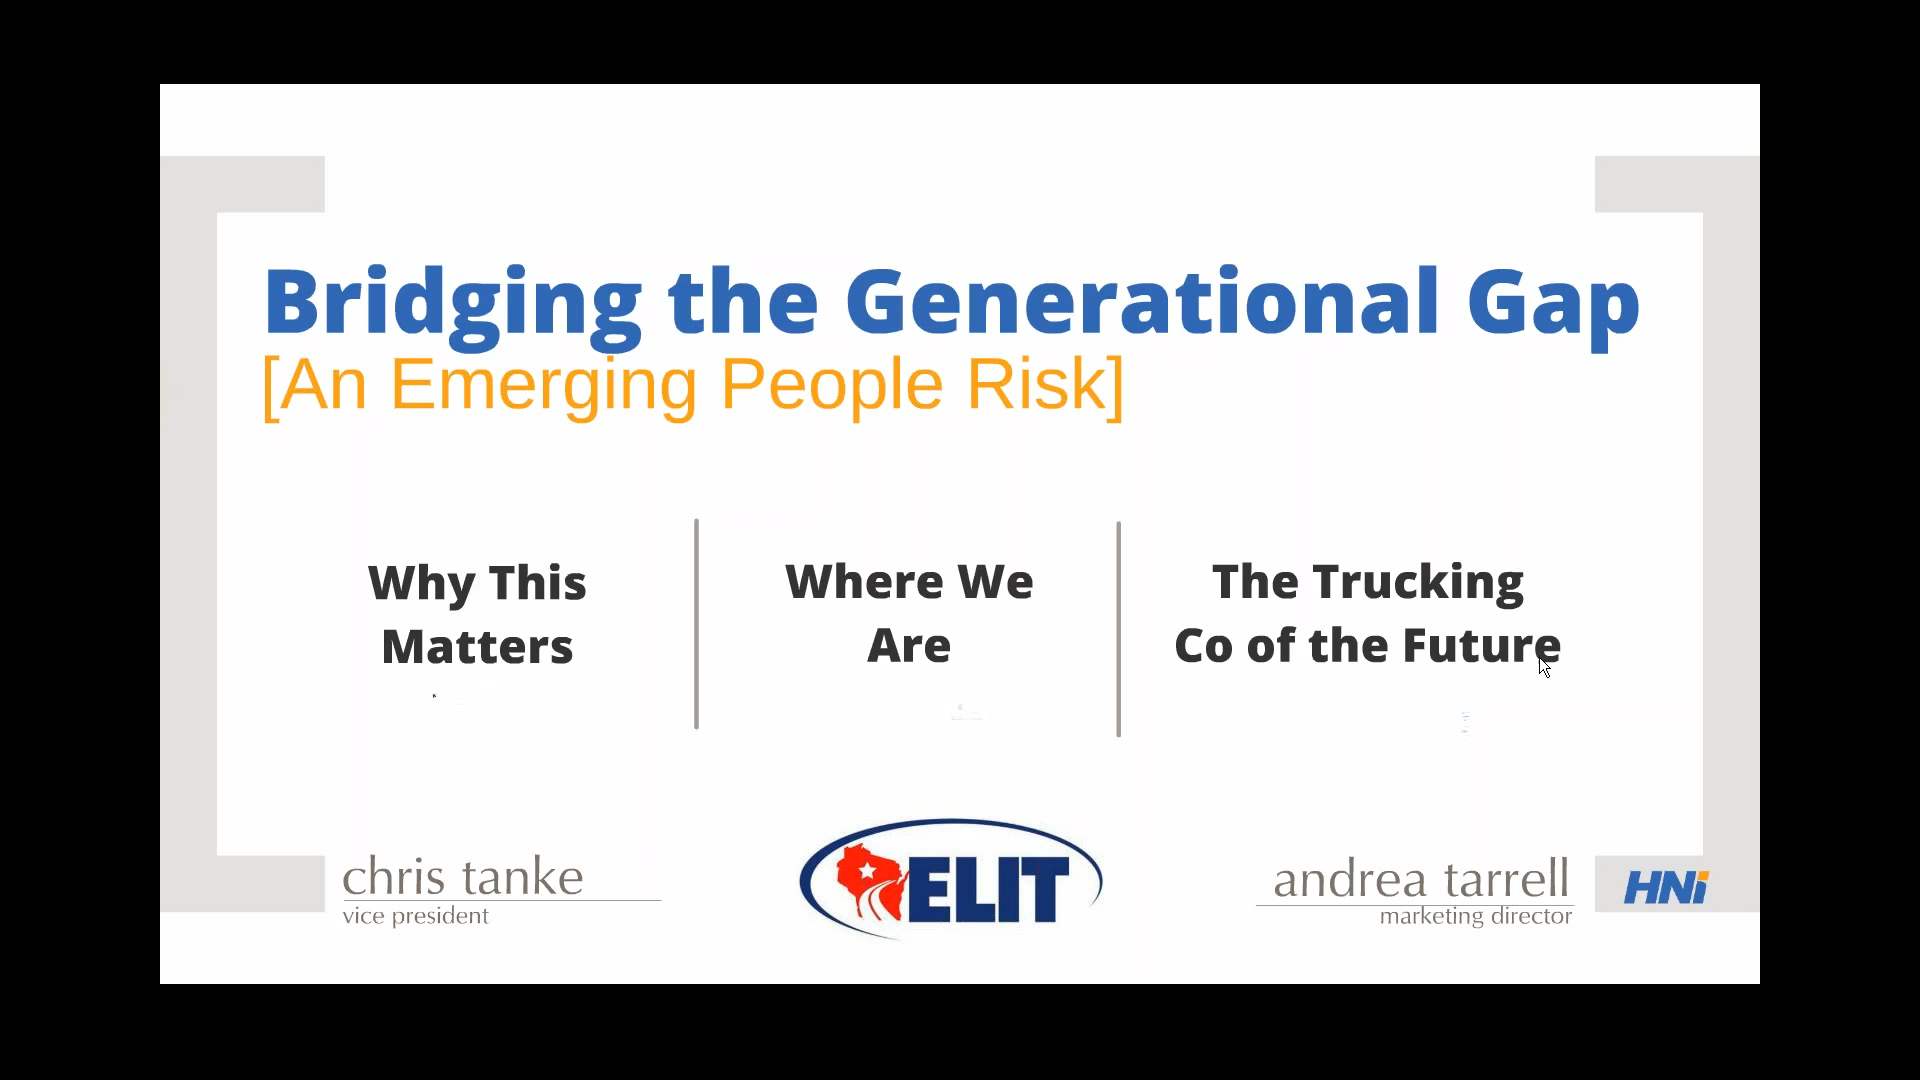 Bridging the Generational Gap
[An Emerging People Risk]
Why This
Matters
Where We
Are
The Trucking
Co of the Future
chris tanke
vice president
ELIT
andrea tarrell
marketing director
HNi